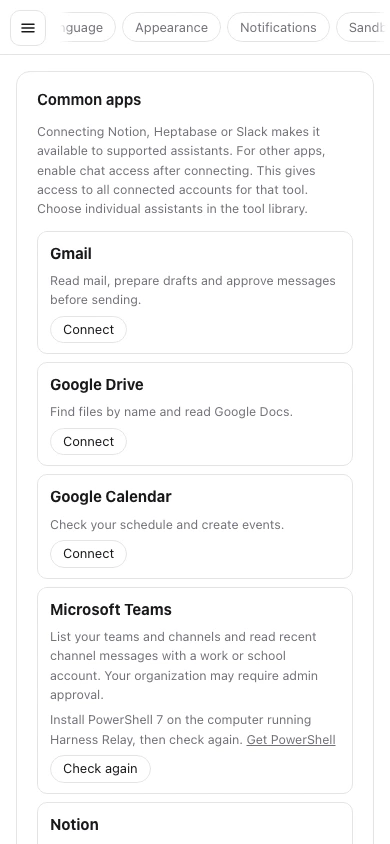 Appearance
Notifications
Common apps
Connecting Notion, Heptabase or Slack makes it
available to supported assistants. For other apps,
enable chat access after connecting. This gives
access to all connected accounts for that tool.
Choose individual assistants in the tool library.
Gmail
Read mail, prepare drafts and approve messages
before sending.
Connect
Google Drive
Find files by name and read Google Docs.
Connect
Google Calendar
Check your schedule and create events.
Connect
Microsoft Teams
List your teams and channels and read recent
channel messages with a work or school
account. Your organization may require admin
approval.
Install PowerShell 7 on the computer running
Harness Relay, then check again. Get PowerShell
Check again
Notion